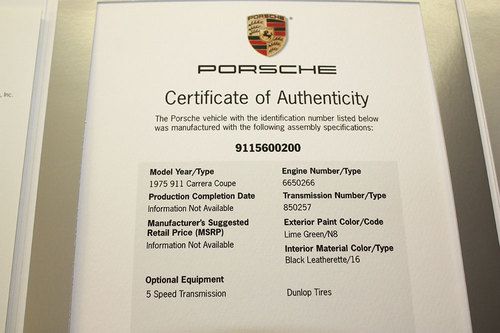 , Inc.
PORSCHE
PORSCHE
Certificate of Authenticity
The Porsche vehicle with the identification number listed below
was manufactured with the following assembly specifications:
9115600200
Model Year/Type
1975 911 Carrera Coupe
Production Completion Date
Information Not Available
Manufacturer's Suggested
Retail Price (MSRP)
Information Not Available
Engine Number/Type
6650266
Transmission Number/Type
850257
Exterior Paint Color/Code
Lime Green/N8
Interior Material Color/Type
Black Leatherette/16
Optional Equipment
5 Speed Transmission
Dunlop Tires